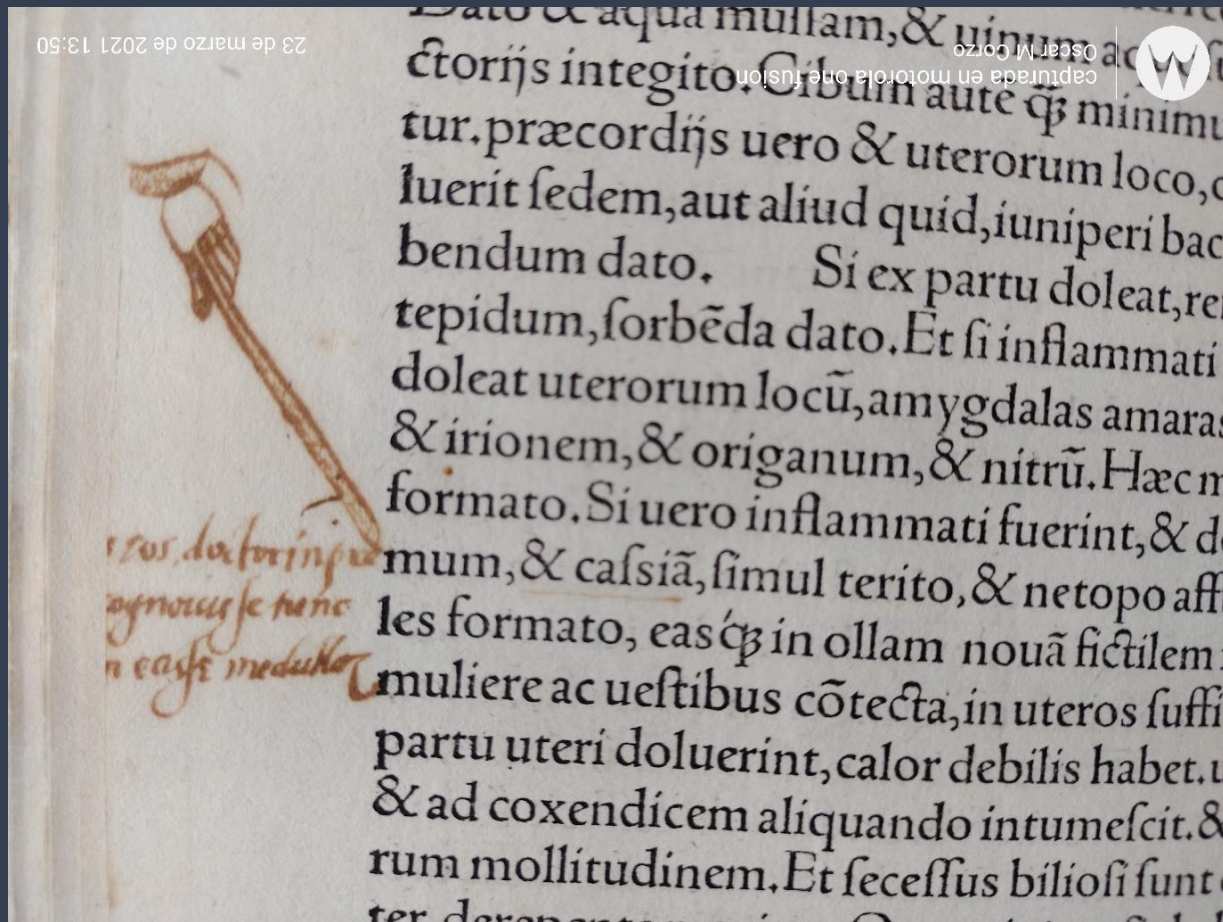 Dato & aqua mulsam,& uinum
ctorijs integito.Cibum autē q̄ꝫ minimu
tur.præcordijs uero & uterorum loco,
luerit ſedem,aut aliud quid,iuniperi bac
bendum dato. Si ex partu doleat,re
tepidum,ſorbēda dato.Et ſi inflammati
doleat uterorum locū,amygdalas amaras
& irionem,& origanum,& nitrū.Hæc m
formato.Si uero inflammati fuerint,& d
mum,& caſsiā,ſimul terito,& netopo aff
les formato, easq́ꝫ in ollam nouā fictilem
muliere ac ueſtibus cōtecta,in uteros ſuffi
partu uteri doluerint,calor debilis habet.
& ad coxendicem aliquando intumeſcit.&
rum mollitudinem.Et ſeceſſus bilioſi ſunt
tunc
medulla
23 de marzo de 2021 13:50
capturada en motorola one fusion
Oscar M Corzo